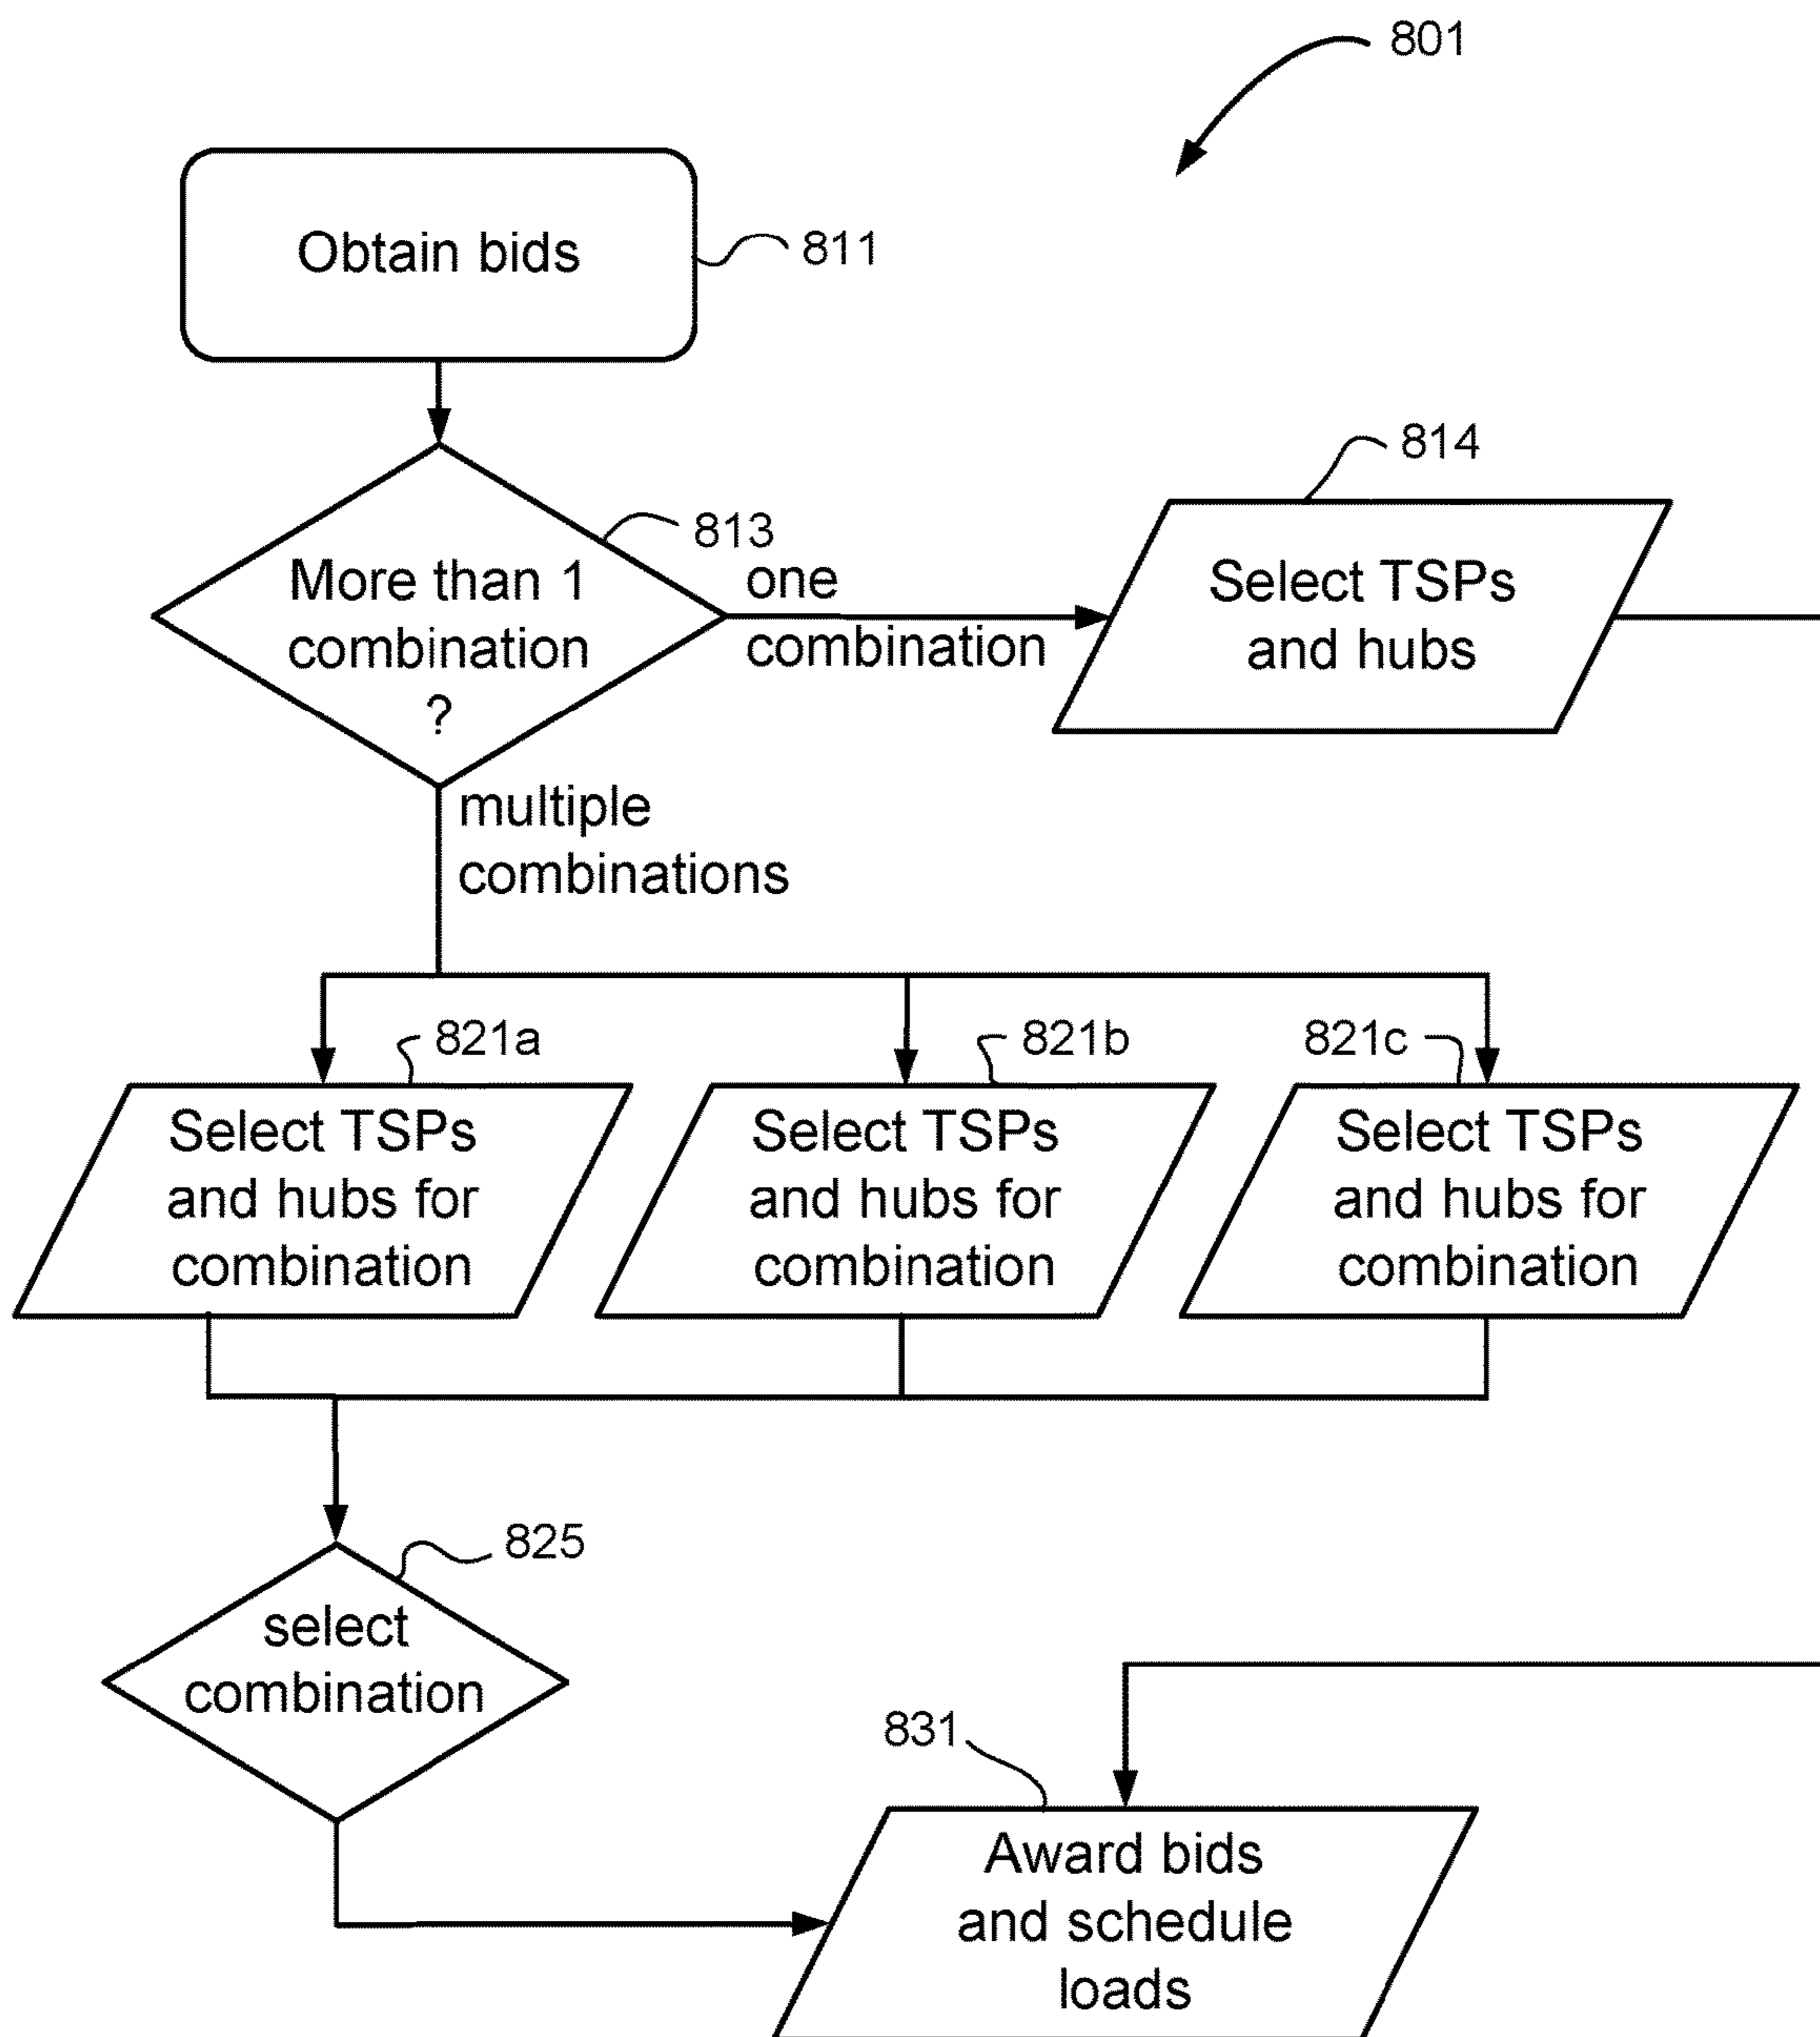 801
Obtain bids
811
814
813
More than 1
combination
?
one
combination
Select TSPs
and hubs
multiple
combinations
821a
821b
821c
Select TSPs
and hubs for
combination
Select TSPs
and hubs for
combination
Select TSPs
and hubs for
combination
825
select
combination
831
Award bids
and schedule
loads